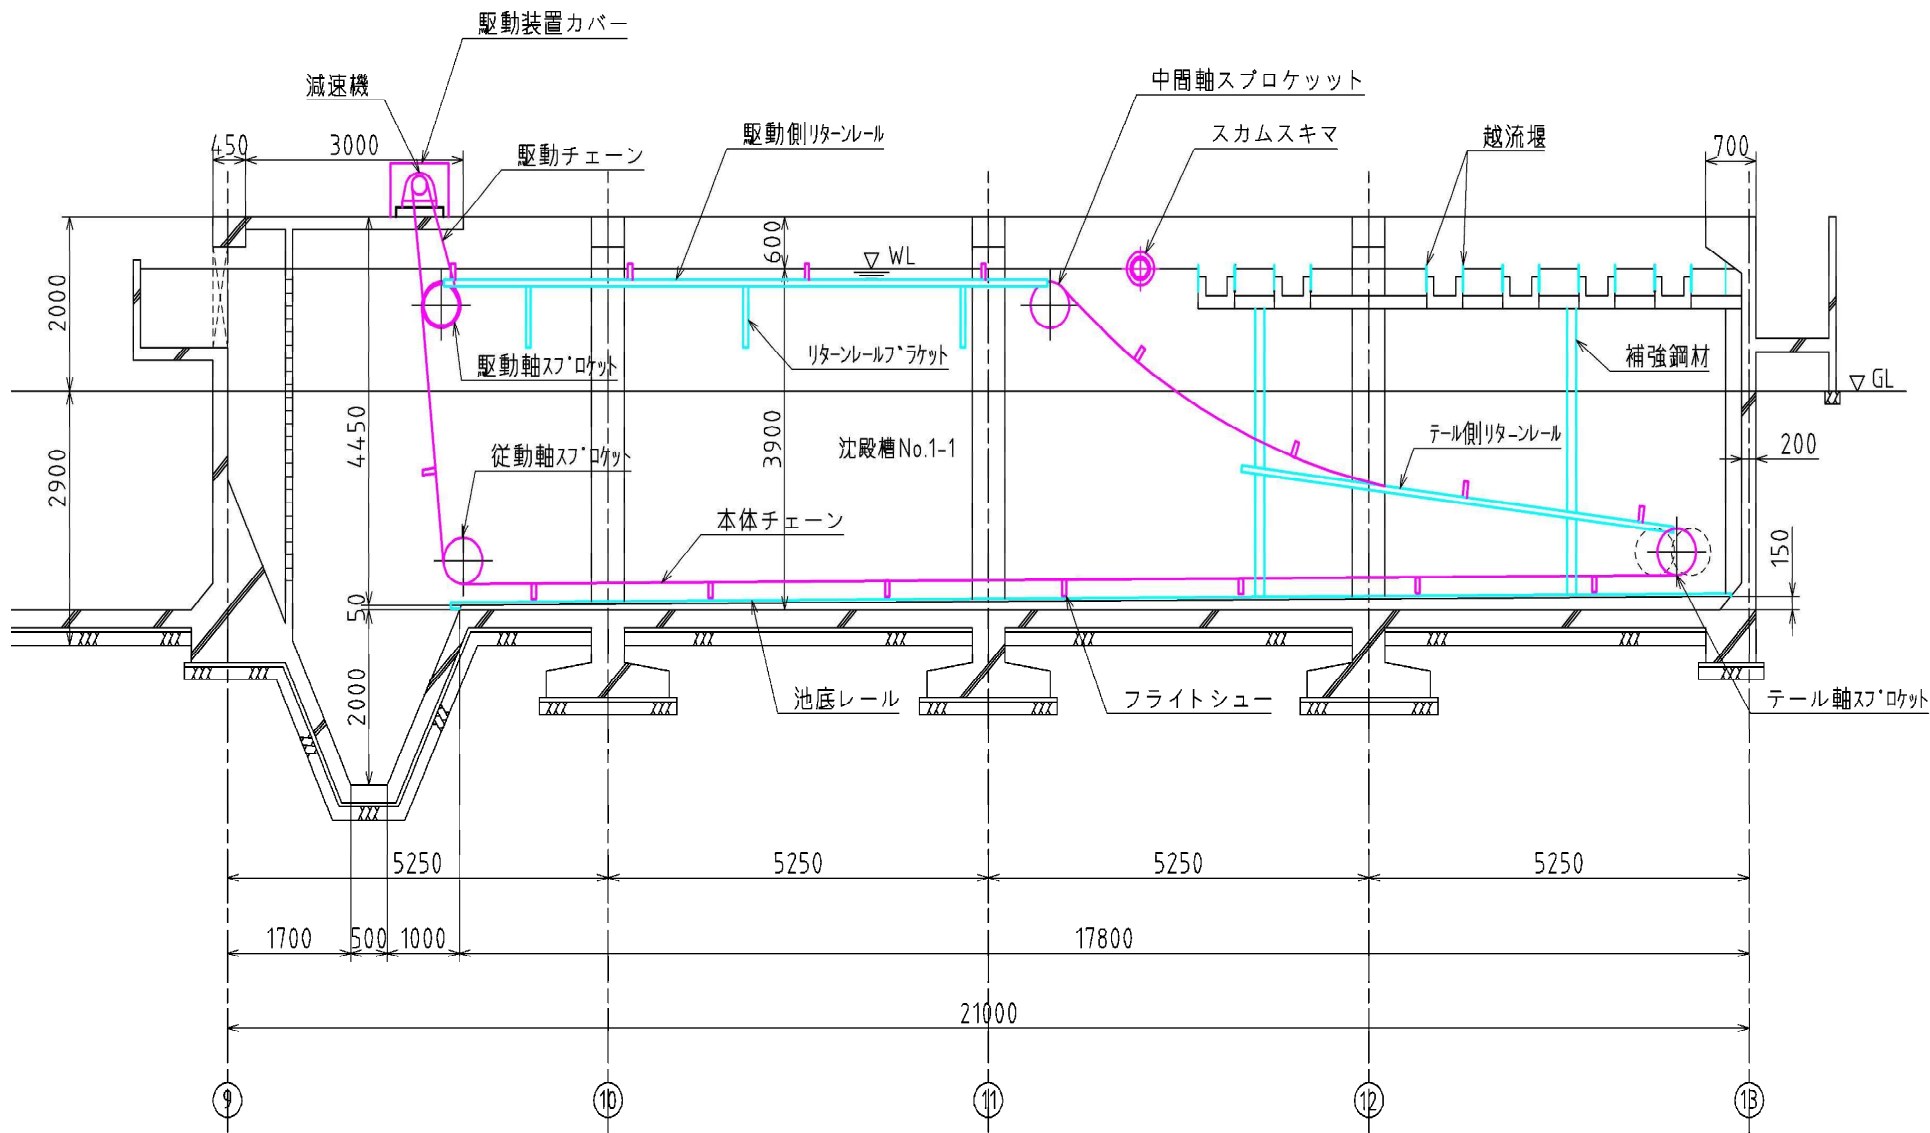 駆動装置カバー
減速機
中間軸スプロケッット
450
3000
駆動チェーン
駆動側リターンレール
スカムスキマ
越流堰
700
600
WL
2000
駆動軸スプロケット
リターンレールブラケット
補強鋼材
GL
4450
3900
2900
従動軸スプロケット
沈殿槽No.1-1
テール側リターンレール
200
本体チェーン
150
50
2000
池底レール
フライトシュー
テール軸スプロケット
5250
5250
5250
5250
1700
500
1000
17800
21000
9
10
11
12
13